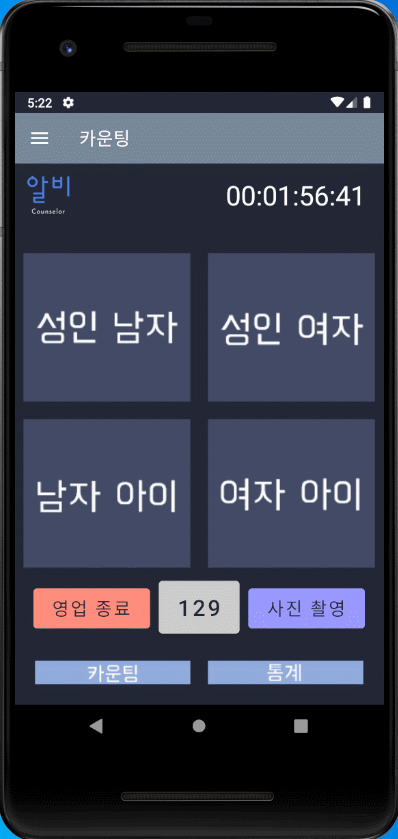 5:22
카운팅
알비
Counselor
00:01:56:41
성인 남자
성인 여자
남자 아이
여자 아이
영업 종료
129
사진 촬영
카운팅
통계